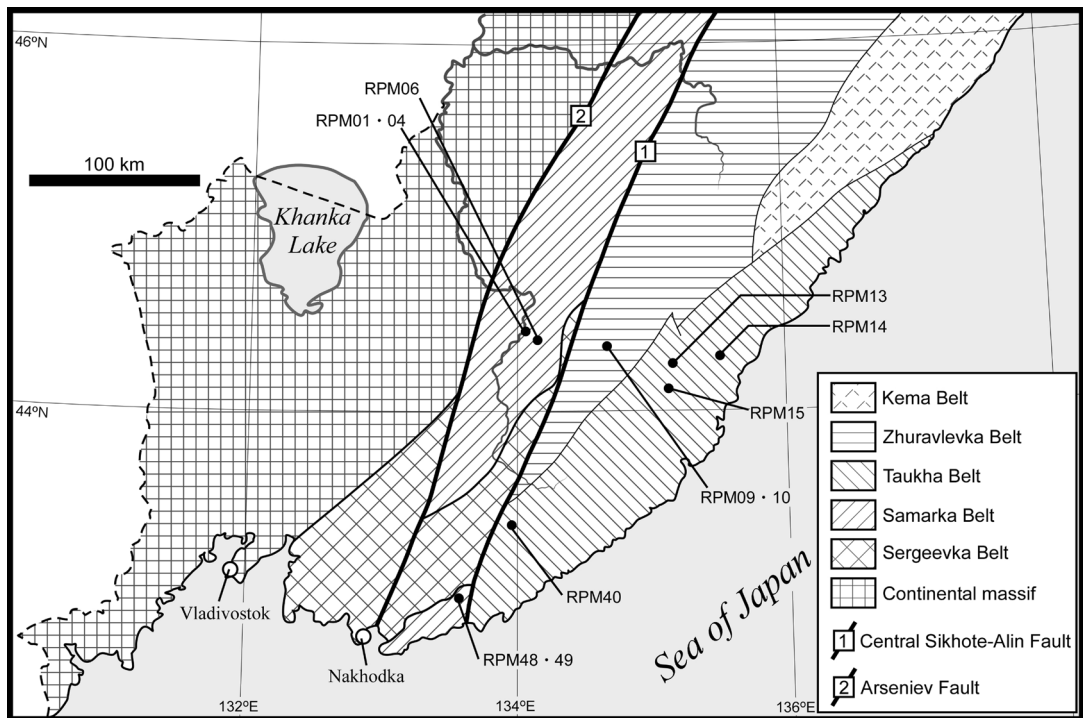 46ºN
RPM06
RPM01・04
2
1
100 km
Khanka
Lake
RPM13
RPM14
44ºN
RPM15
RPM09・10
RPM40
Vladivostok
Nakhodka
RPM48・49
Sea of Japan
132ºE
134ºE
136ºE
Kema Belt
Zhuravlevka Belt
Taukha Belt
Samarka Belt
Sergeevka Belt
Continental massif
1 Central Sikhote-Alin Fault
2 Arseniev Fault